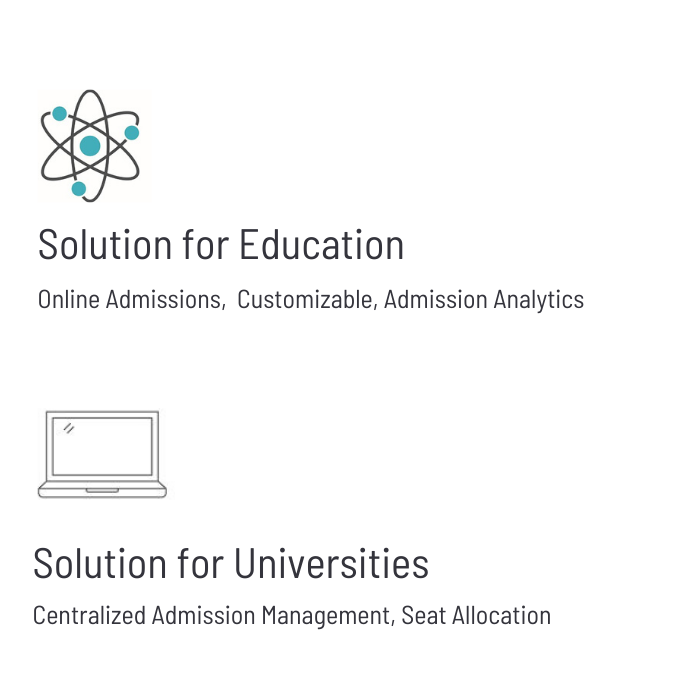 Solution for Education
Online Admissions,  Customizable, Admission Analytics
Solution for Universities
Centralized Admission Management, Seat Allocation